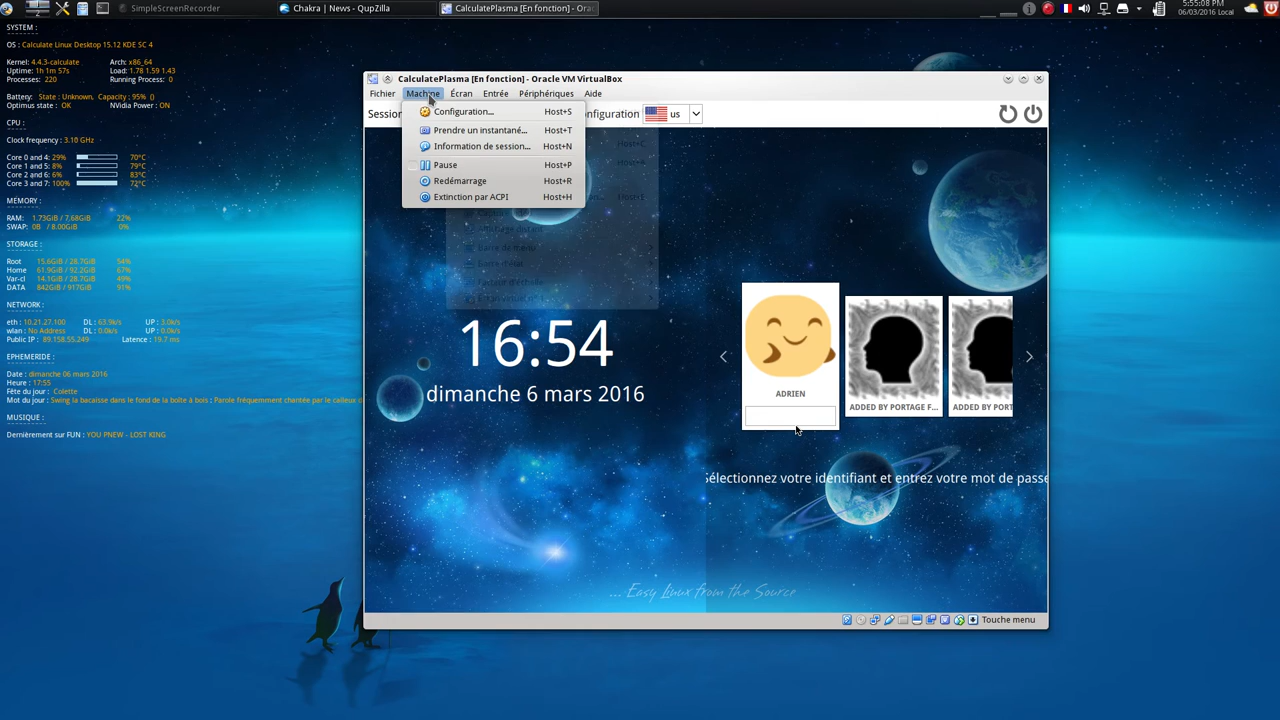 SimpleScreenRecorder
Chakra | News - QupZilla
CalculatePlasma [En fonction] - Orac
5:55:08 PM
06/03/2016 Local
SYSTEM :
OS : Calculate Linux Desktop 15.12 KDE SC 4
Kernel: 4.4.3-calculate Arch: x86_64
Uptime: 1h 1m 57s Load: 1.78 1.59 1.43
Processes: 220 Running Process: 0
Battery: State : Unknown, Capacity : 95% ()
Optimus state : OK NVidia Power : ON
CPU :
Clock frequency : 3.10 GHz
Core 0 and 4: 29% 70°C
Core 1 and 5: 8% 79°C
Core 2 and 6: 6% 83°C
Core 3 and 7: 100% 72°C
MEMORY :
RAM: 1.73GiB / 7.68GiB 22%
SWAP: 0B / 8.00GiB 0%
STORAGE :
Root 15.6GiB / 28.7GiB 54%
Home 61.9GiB / 92.2GiB 67%
Var-cl 14.1GiB / 28.7GiB 49%
DATA 842GiB / 917GiB 91%
NETWORK :
eth : 10.21.27.100 DL : 63.9k/s UP : 3.0k/s
wlan : No Address DL : 0.0k/s UP : 0.0k/s
Public IP : 89.158.55.249 Latence : 19.7 ms
EPHEMERIDE :
Date : dimanche 06 mars 2016
Heure : 17:55
Fête du jour : Colette
Mot du jour : Swing la bacaisse dans le fond de la boîte à bois : Parole fréquemment chantée par le calleux
MUSIQUE :
Dernièrement sur FUN : YOU PNEW - LOST KING
CalculatePlasma [En fonction] - Oracle VM VirtualBox
Fichier Machine Écran Entrée Périphériques Aide
Session nfiguration us
Configuration... Host+S
Prendre un instantané... Host+T
Information de session... Host+N
Pause Host+P
Redémarrage Host+R
Extinction par ACPI Host+H
16:54
dimanche 6 mars 2016
ADRIEN
ADDED BY PORTAGE F...
ADDED BY PORT
Sélectionnez votre identifiant et entrez votre mot de passe
... Easy Linux from the Source
Touche menu